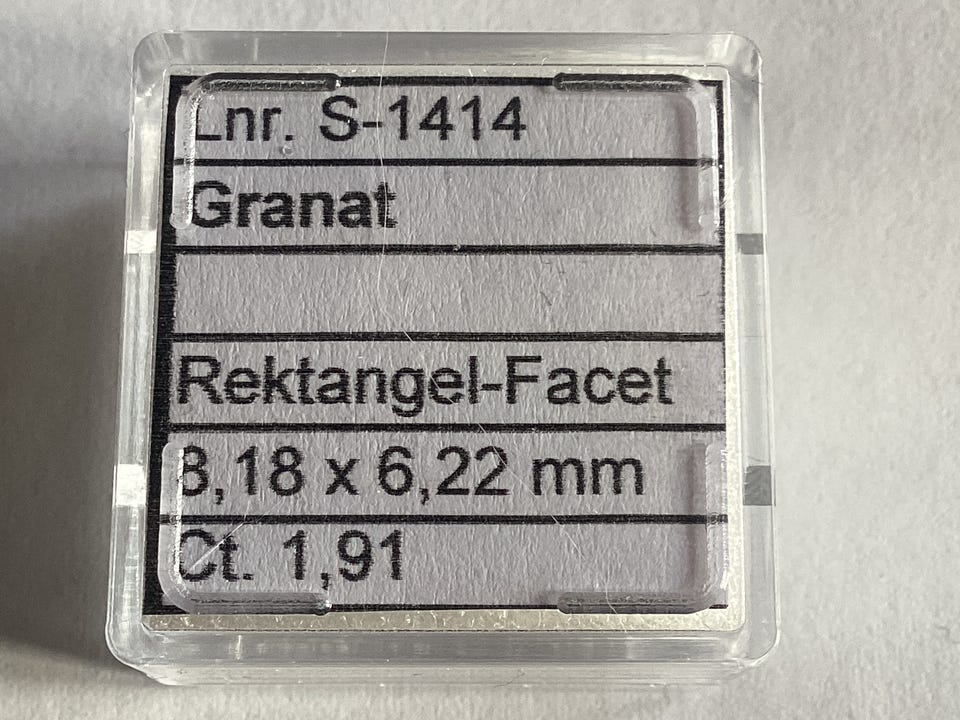 Lnr. S-1414
Granat
Rektangel-Facet
8,18 x 6,22 mm
Ct. 1,91